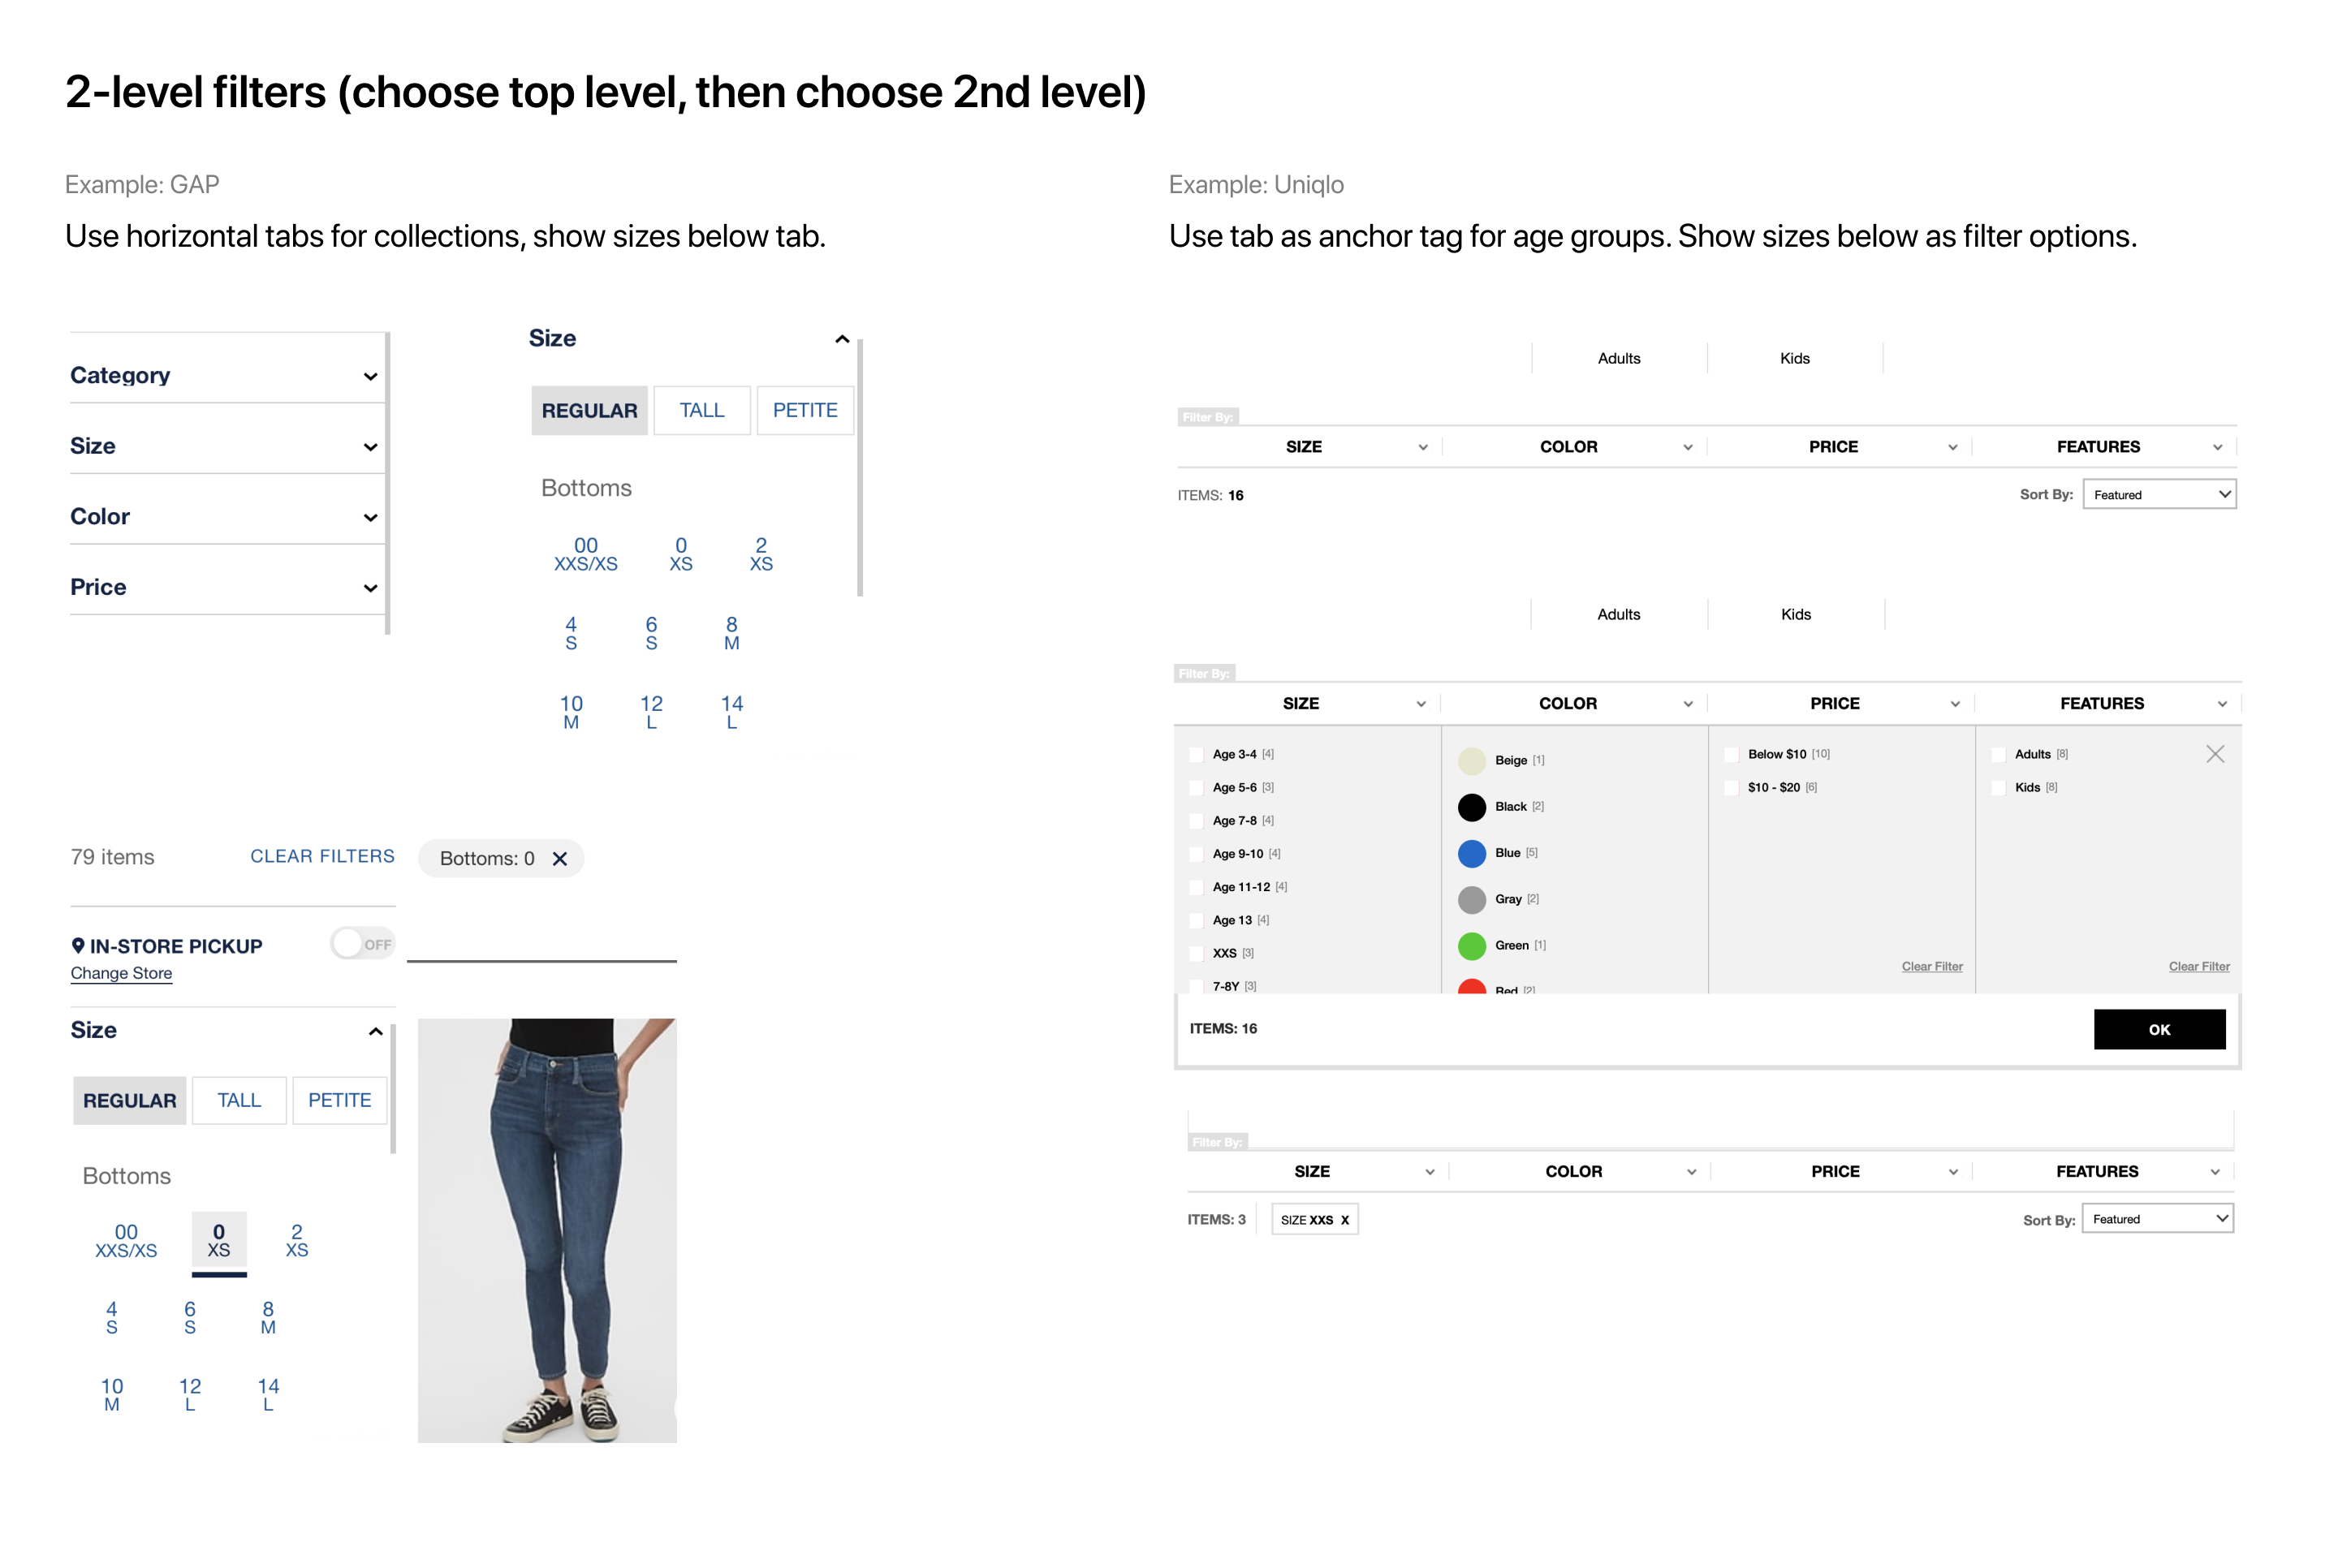 2-level filters (choose top level, then choose 2nd level)
Example: GAP
Use horizontal tabs for collections, show sizes below tab.
Category
Size
Color
Price
Size
REGULAR TALL PETITE
Bottoms
00 0 2
XXS/XS XS XS
4 6 8
S S M
10 12 14
M L L
79 items CLEAR FILTERS Bottoms: 0 X
IN-STORE PICKUP OFF
Change Store
Size
REGULAR TALL PETITE
Bottoms
00 0 2
XXS/XS XS XS
4 6 8
S S M
10 12 14
M L L
Example: Uniqlo
Use tab as anchor tag for age groups. Show sizes below as filter options.
Adults Kids
Filter By:
SIZE COLOR PRICE FEATURES
ITEMS: 16 Sort By: Featured
Adults Kids
Filter By:
SIZE COLOR PRICE FEATURES
Age 3-4 [4]
Age 5-6 [3]
Age 7-8 [4]
Age 9-10 [4]
Age 11-12 [4]
Age 13 [4]
XXS [3]
7-8Y [3]
Beige [1]
Black [2]
Blue [5]
Gray [2]
Green [1]
Red [2]
Below $10 [10]
$10 - $20 [6]
Clear Filter
Adults [8]
Kids [8]
Clear Filter
ITEMS: 16 OK
Filter By:
SIZE COLOR PRICE FEATURES
ITEMS: 3 SIZE XXS X Sort By: Featured